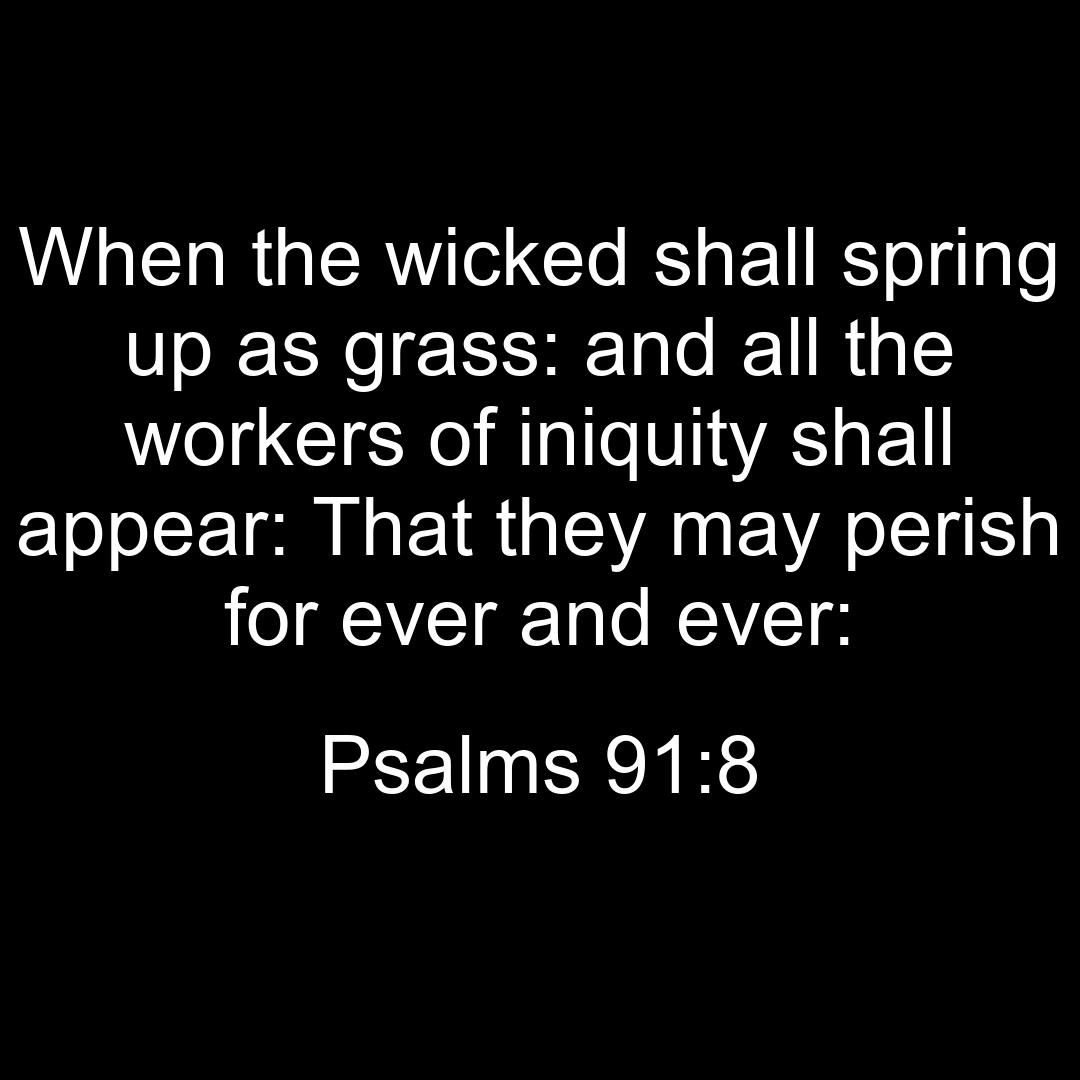 When the wicked shall spring
up as grass: and all the
workers of iniquity shall
appear: That they may perish
for ever and ever:
Psalms 91:8